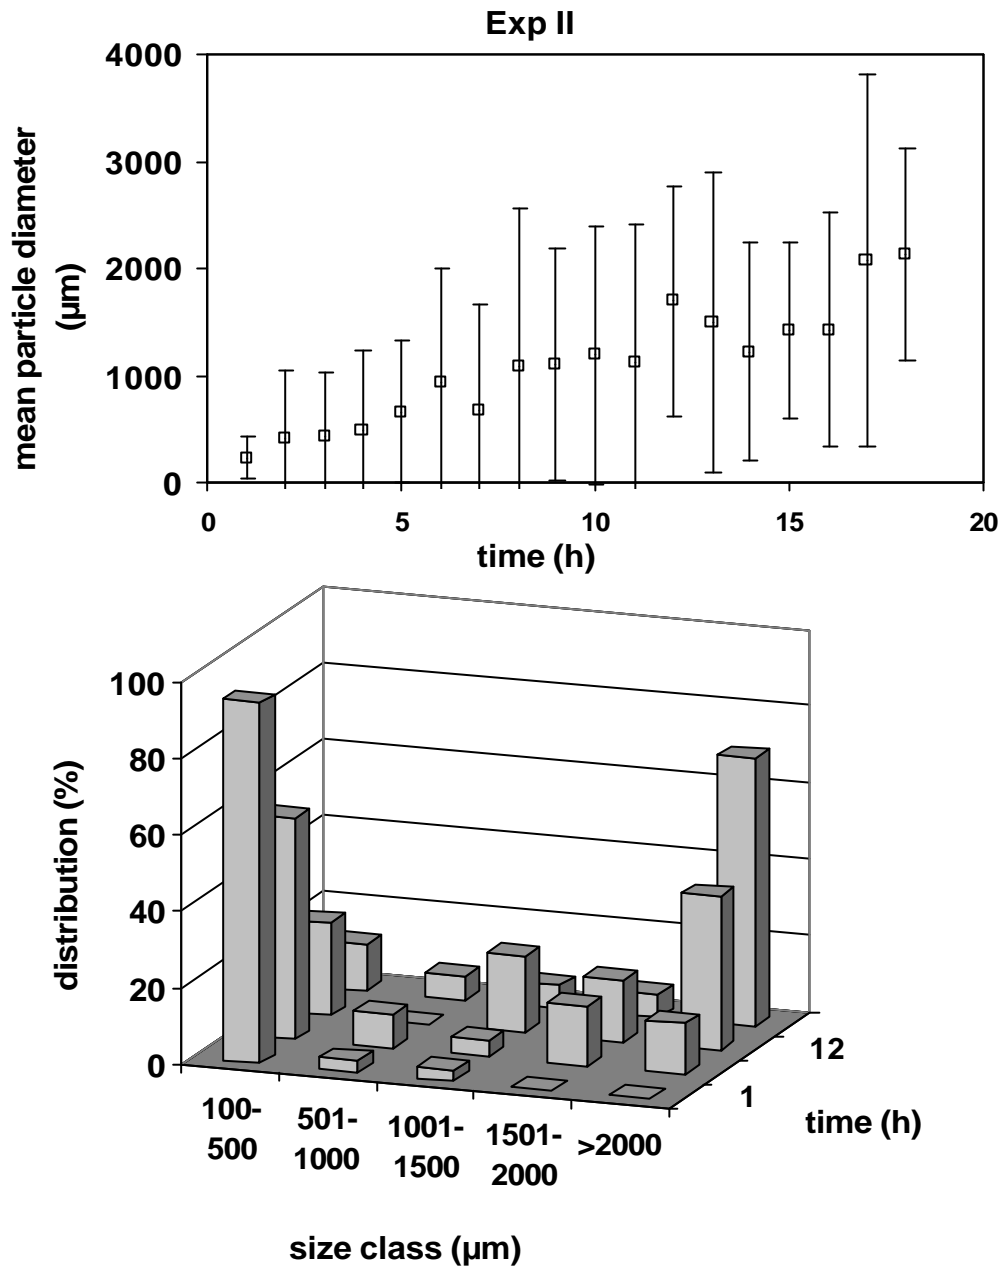 Exp II
4000
3000
2000
1000
0
mean particle diameter
(µm)
0 5 10 15 20
time (h)
100
80
60
40
20
0
distribution (%)
100-
500
501-
1000
1001-
1500
1501-
2000
>2000
1
12
time (h)
size class (µm)